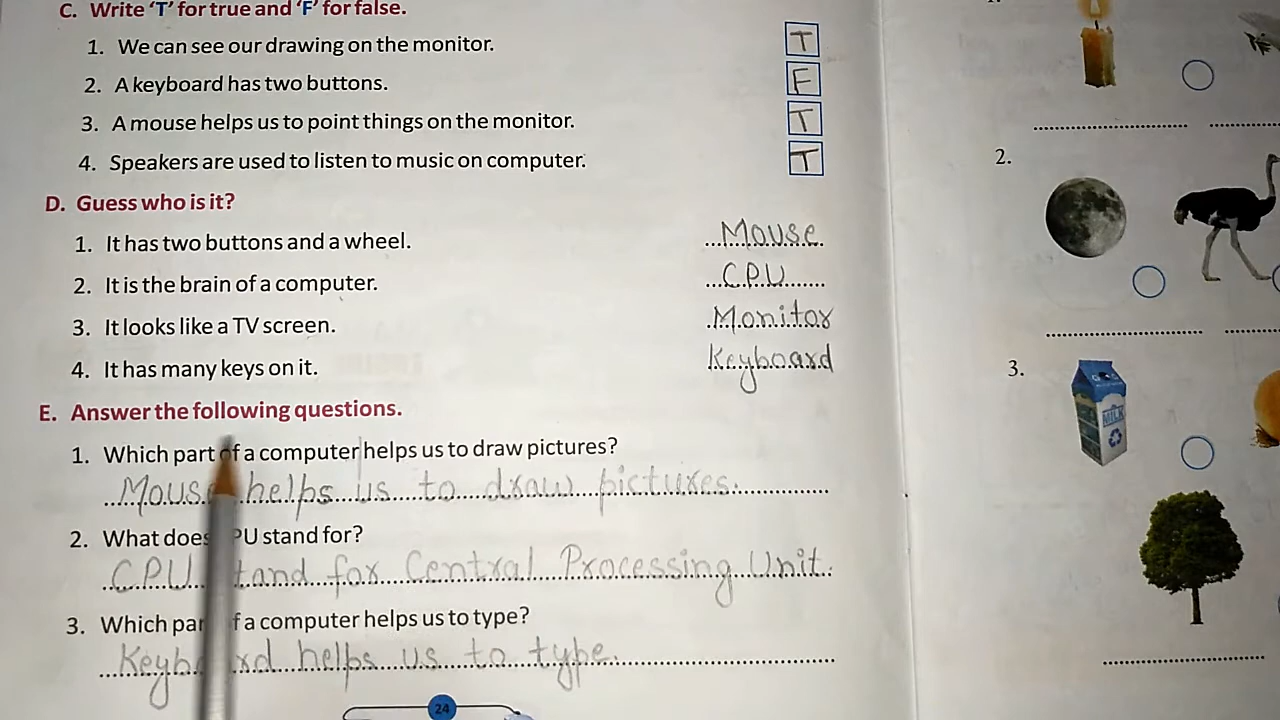 C. Write ‘T’ for true and ‘F’ for false.
1. We can see our drawing on the monitor. T
2. A keyboard has two buttons. F
3. A mouse helps us to point things on the monitor. T
4. Speakers are used to listen to music on computer. T
D. Guess who is it?
1. It has two buttons and a wheel. Mouse
2. It is the brain of a computer. CPU
3. It looks like a TV screen. Monitor
4. It has many keys on it. Keyboard
E. Answer the following questions.
1. Which part of a computer helps us to draw pictures?
Mouse helps us to draw pictures.
2. What does PU stand for?
CPU tand for Central Processing Unit.
3. Which par f a computer helps us to type?
Keyboard helps us to type.
24
2.
3.
MILK